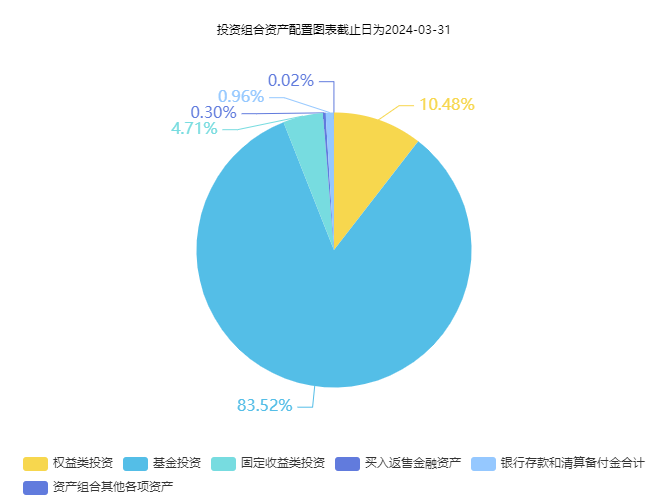 投资组合资产配置图表截止日为2024-03-31
0.02%
0.96%
10.48%
0.30%
4.71%
83.52%
权益类投资 基金投资 固定收益类投资 买入返售金融资产 银行存款和清算备付金合计
资产组合其他各项资产